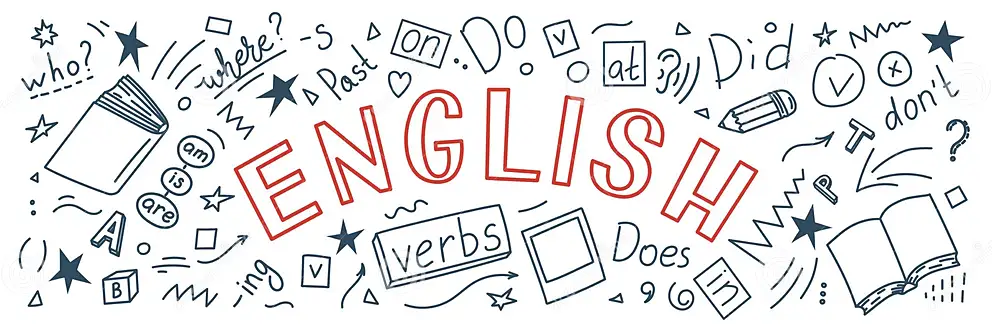 who?
where?
-s
Past
on
Do
at
Did
don't
ENGLISH
am
is
are
A
B
-ing
verbs
Does
in
T
P
?